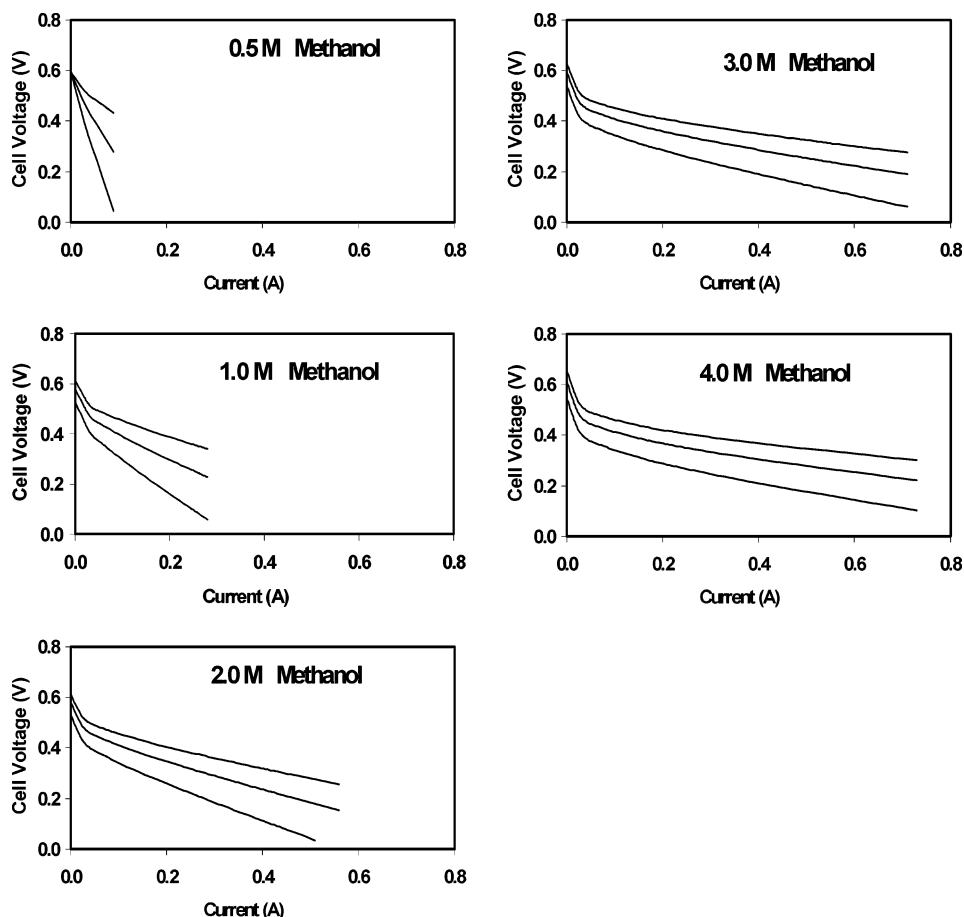 0.5 M Methanol
Cell Voltage (V)
0.8
0.6
0.4
0.2
0.0
0.0 0.2 0.4 0.6 0.8
Current (A)
3.0 M Methanol
Cell Voltage (V)
0.8
0.6
0.4
0.2
0.0
0.0 0.2 0.4 0.6 0.8
Current (A)
1.0 M Methanol
Cell Voltage (V)
0.8
0.6
0.4
0.2
0.0
0.0 0.2 0.4 0.6 0.8
Current (A)
4.0 M Methanol
Cell Voltage (V)
0.8
0.6
0.4
0.2
0.0
0.0 0.2 0.4 0.6 0.8
Current (A)
2.0 M Methanol
Cell Voltage (V)
0.8
0.6
0.4
0.2
0.0
0.0 0.2 0.4 0.6 0.8
Current (A)